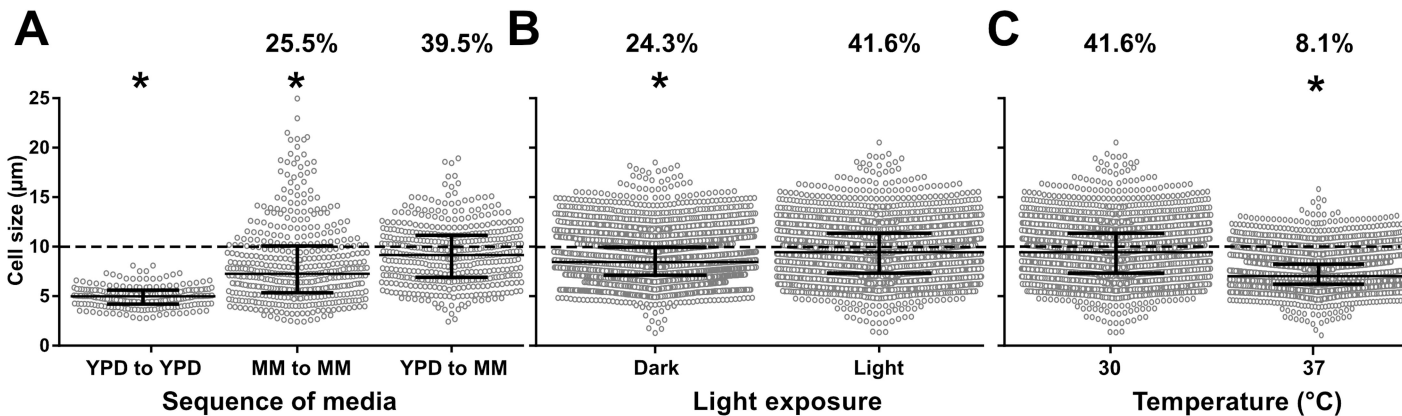 A B C
25.5% 39.5% 24.3% 41.6% 41.6% 8.1%
* * * *
Cell size (µm)
25
20
15
10
5
0
YPD to YPD MM to MM YPD to MM Dark Light 30 37
Sequence of media Light exposure Temperature (°C)